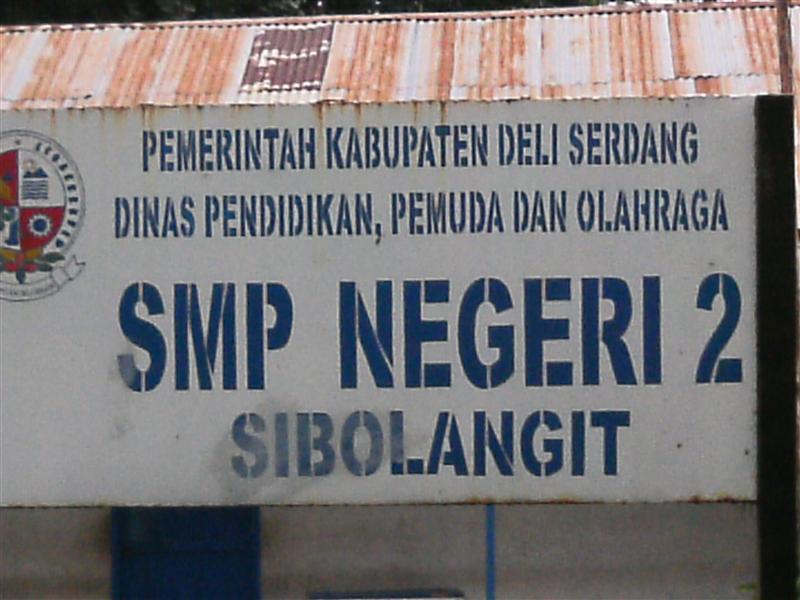 PEMERINTAH KABUPATEN DELI SERDANG
DINAS PENDIDIKAN, PEMUDA DAN OLAHRAGA
SMP NEGERI 2
SIBOLANGIT